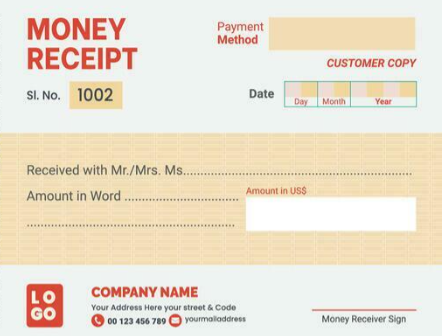 MONEY
RECEIPT
Payment
Method
CUSTOMER COPY
Sl. No. 1002
Date
Day Month Year
Received with Mr./Mrs. Ms......................................................................
Amount in Word ....................................
Amount in US$
.................................................................
LO
GO
COMPANY NAME
Your Address Here your street & Code
00 123 456 789 yourmailaddress
Money Receiver Sign